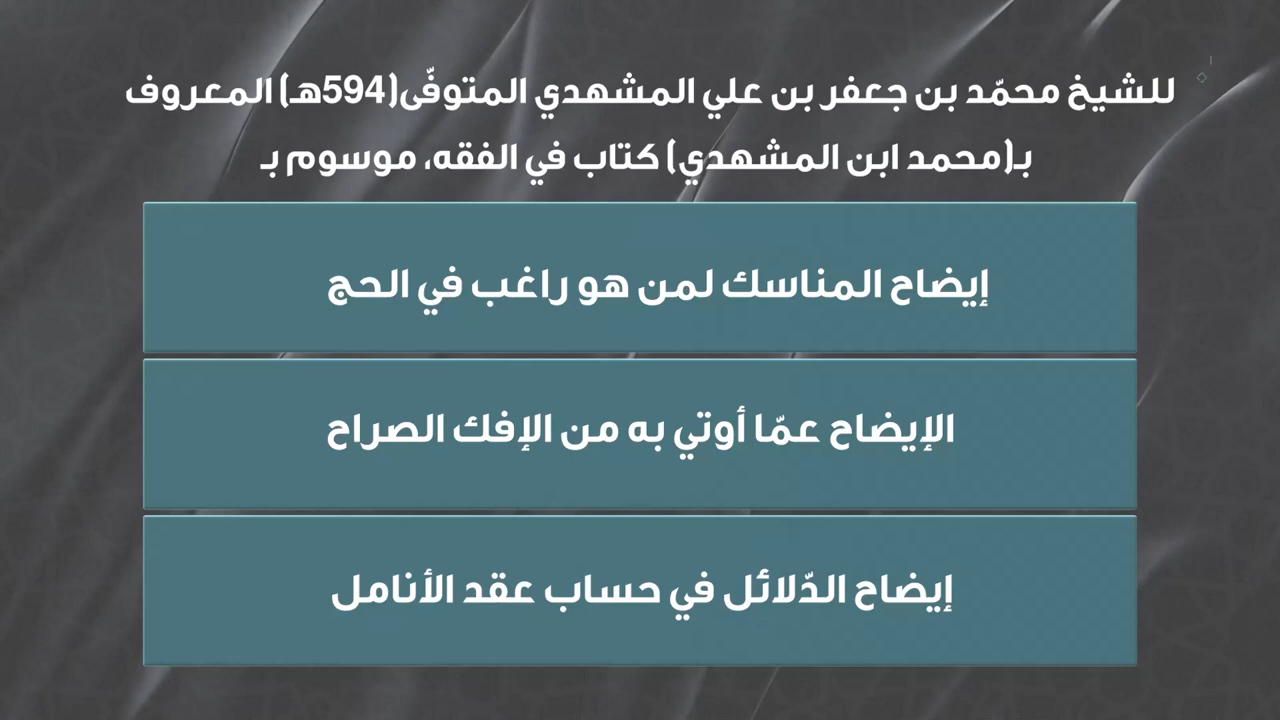 للشيخ محمّد بن جعفر بن علي المشهدي المتوفّى(594هـ) المعروف
بـ(محمد ابن المشهدي) كتاب في الفقه، موسوم بـ
إيضاح المناسك لمن هو راغب في الحج
الإيضاح عمّا أوتي به من الإفك الصراح
إيضاح الدّلائل في حساب عقد الأنامل